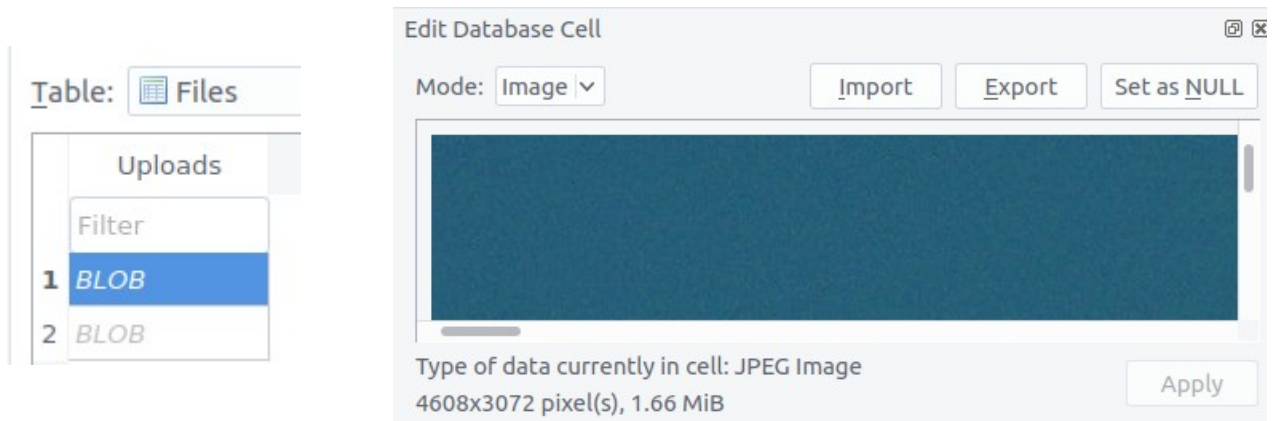 Table: Files
Uploads
Filter
1 BLOB
2 BLOB
Edit Database Cell
Mode: Image Import Export Set as NULL
Type of data currently in cell: JPEG Image
4608x3072 pixel(s), 1.66 MiB
Apply